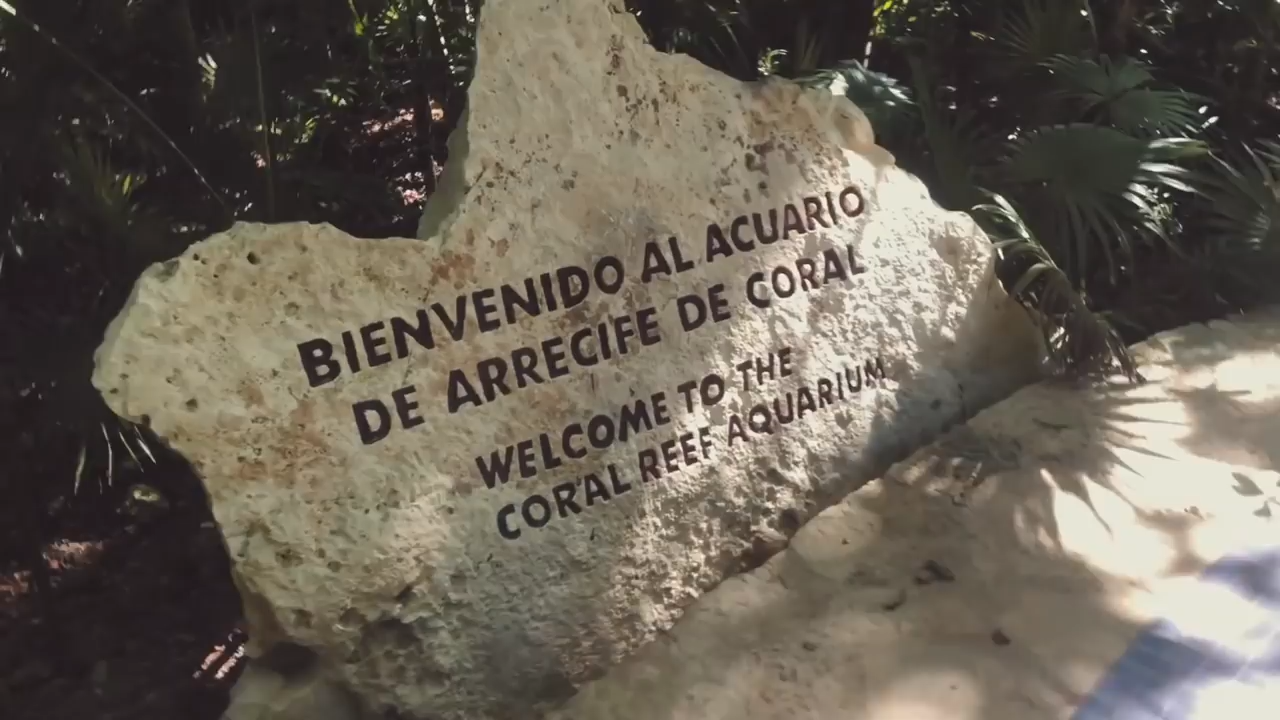 BIENVENIDO AL ACUARIO
DE ARRECIFE DE CORAL
WELCOME TO THE
CORAL REEF AQUARIUM